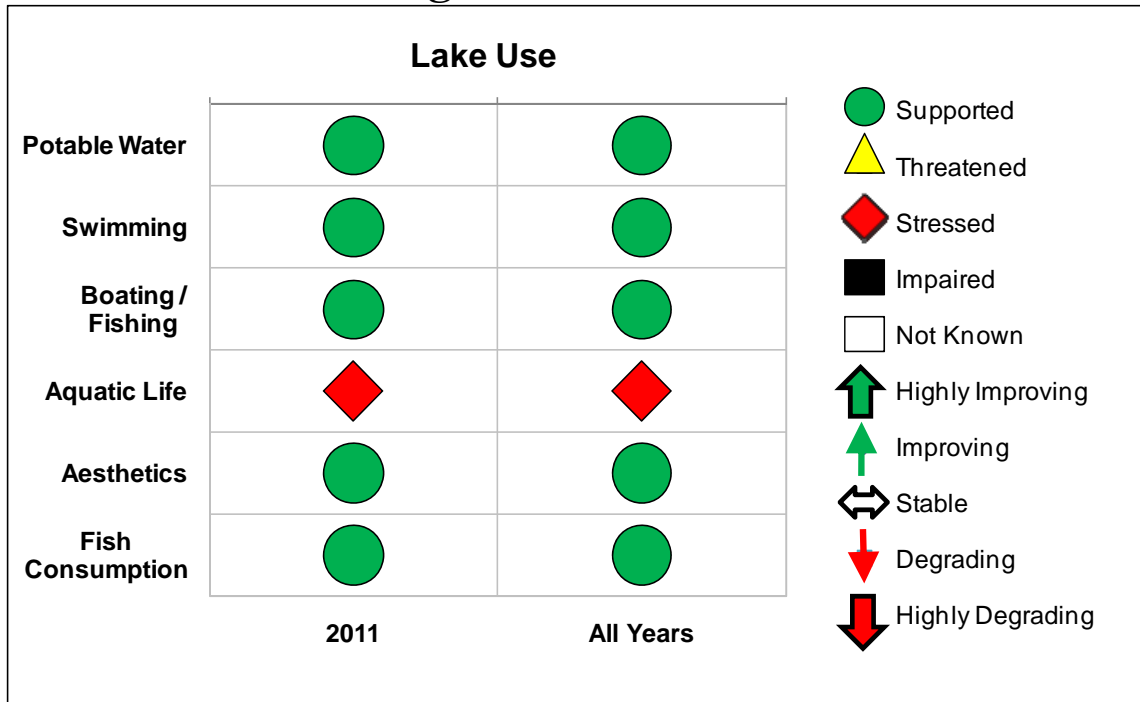 Lake Use
Potable Water
Swimming
Boating /
Fishing
Aquatic Life
Aesthetics
Fish
Consumption
2011
All Years
Supported
Threatened
Stressed
Impaired
Not Known
Highly Improving
Improving
Stable
Degrading
Highly Degrading